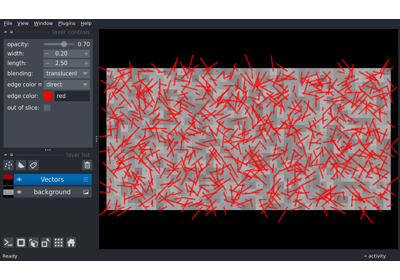 File View Window Plugins Help
layer controls
opacity: 0.70
width: 0.20
length: 2.50
blending: translucent
edge color m direct
edge color: red
out of slice:
layer list
Vectors
background
Ready
activity